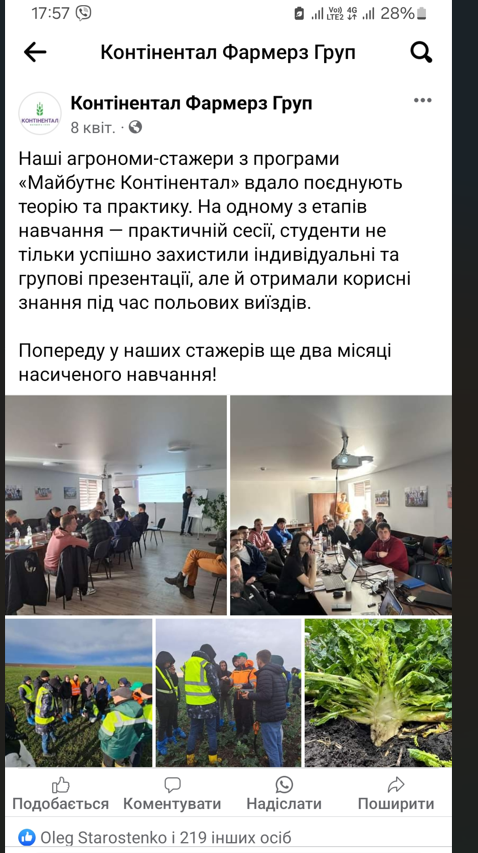 17:57
Vo)) 4G
LTE2 28%
Контінентал Фармерз Груп
КОНТІНЕНТАЛ
Контінентал Фармерз Груп
8 квіт. ·
Наші агрономи-стажери з програми
«Майбутнє Контінентал» вдало поєднують
теорію та практику. На одному з етапів
навчання — практичній сесії, студенти не
тільки успішно захистили індивідуальні та
групові презентації, але й отримали корисні
знання під час польових виїздів.
Попереду у наших стажерів ще два місяці
насиченого навчання!
Подобається Коментувати Надіслати Поширити
Oleg Starostenko і 219 інших осіб